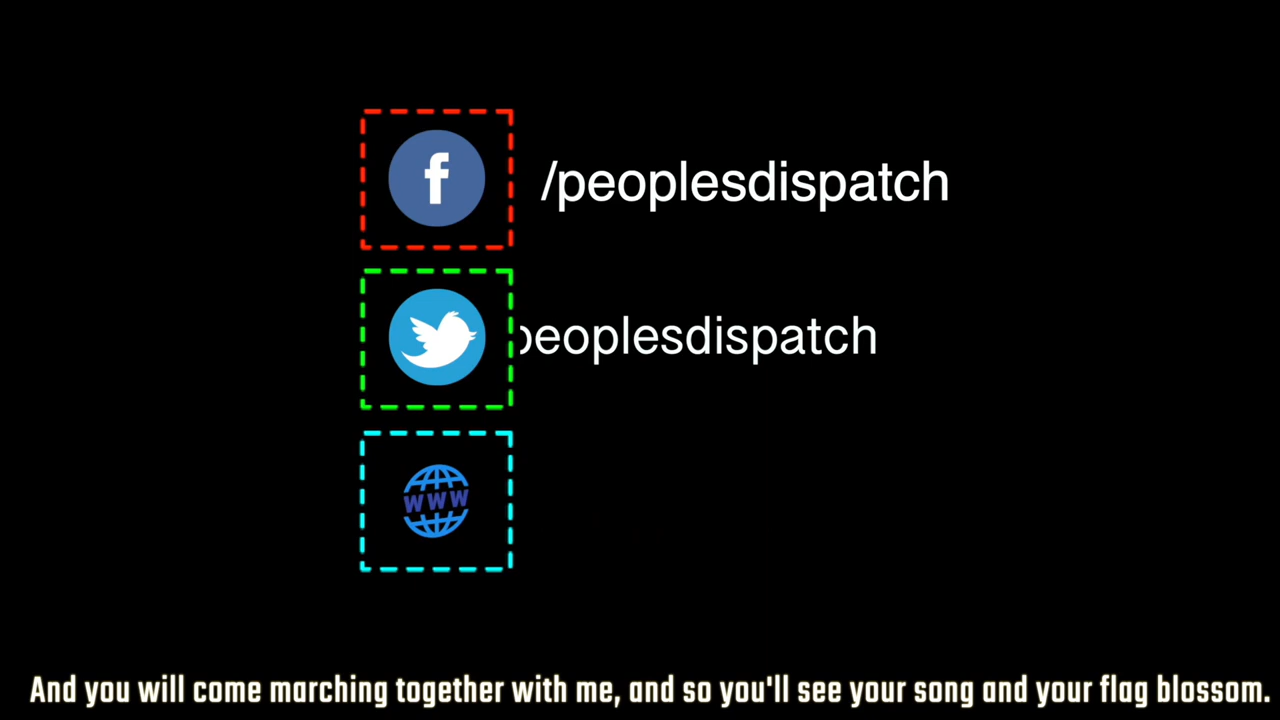 f
/peoplesdispatch
peoplesdispatch
WWW
And you will come marching together with me, and so you'll see your song and your flag blossom.